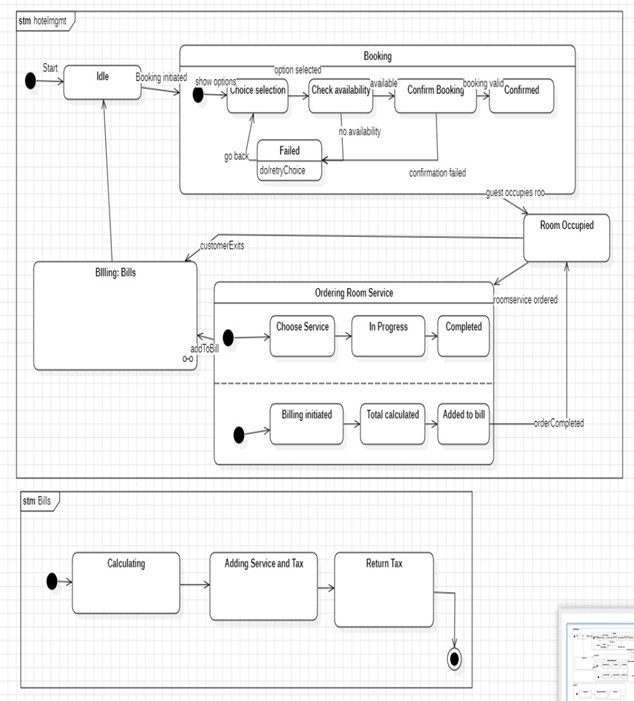 stm hotelmgmt
Start
Idle
Booking initiated
Booking
show options
option selected
Choice selection
Check availability
available
Confirm Booking
booking valid
Confirmed
no availability
Failed
do/retryChoice
go back
confirmation failed
guest occupies roo
Room Occupied
customerExits
BIlling: Bills
Ordering Room Service
roomservice ordered
Choose Service
In Progress
Completed
addToBill
Billing initiated
Total calculated
Added to bill
orderCompleted
stm Bills
Calculating
Adding Service and Tax
Return Tax